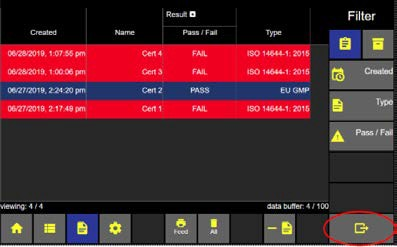 Result
Filter
Created Name Pass / Fail Type
06/28/2019, 1:07:55 pm Cert 4 FAIL ISO 14644-1: 2015
06/28/2019, 1:00:06 pm Cert 3 FAIL ISO 14644-1: 2015
06/27/2019, 2:24:20 pm Cert 2 PASS EU GMP
06/27/2019, 2:17:49 pm Cert 1 FAIL ISO 14644-1: 2015
Created
Type
Pass / Fail
viewing: 4 / 4 data buffer: 4 / 100
Feed All